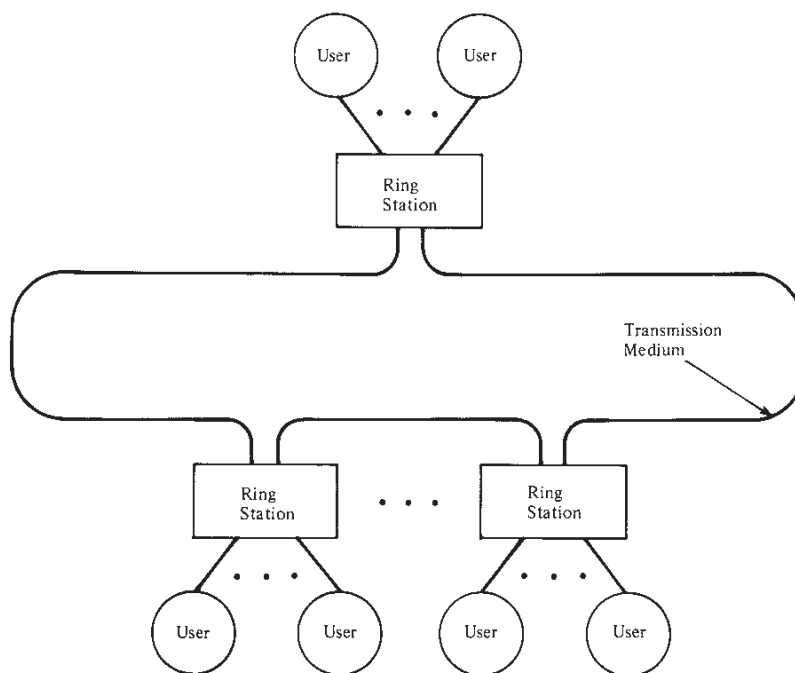 User
User
Ring
Station
Transmission
Medium
Ring
Station
Ring
Station
User
User
User
User